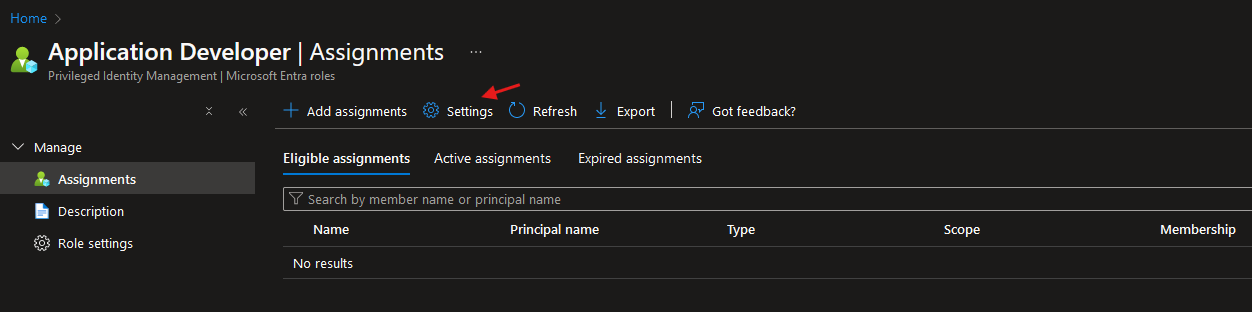 Home
Application Developer | Assignments
Privileged Identity Management | Microsoft Entra roles
Add assignments Settings Refresh Export Got feedback?
Manage
Assignments
Description
Role settings
Eligible assignments Active assignments Expired assignments
Search by member name or principal name
Name Principal name Type Scope Membership
No results